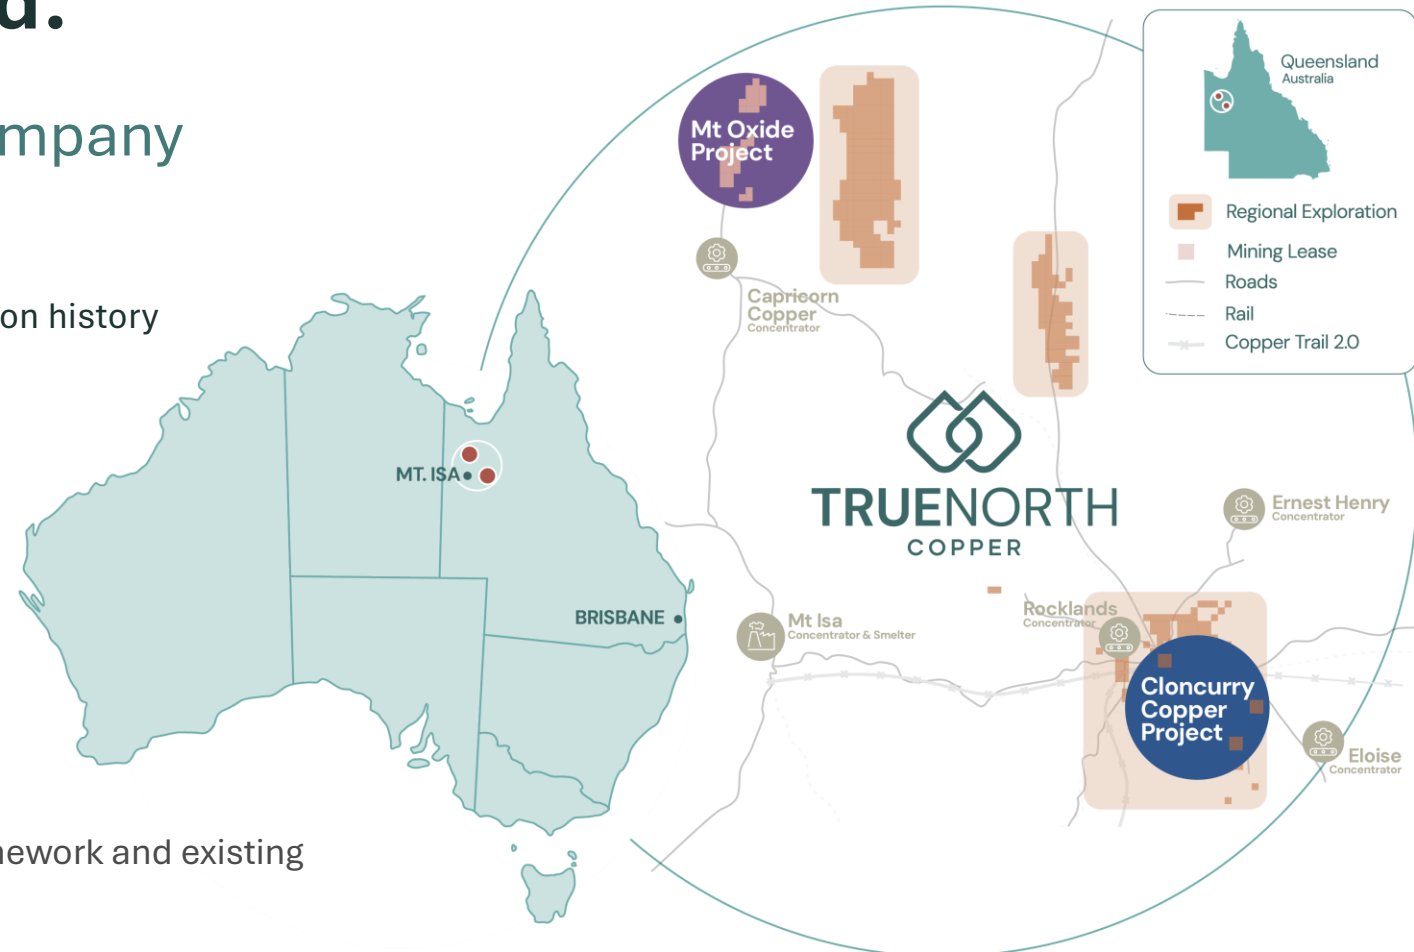 d.
mpany
on history
nework and existing
MT. ISA
BRISBANE
Mt Oxide
Project
Capricorn
Copper
Concentrator
TRUENORTH
COPPER
Mt Isa
Concentrator & Smelter
Rocklands
Concentrator
Ernest Henry
Concentrator
Cloncurry
Copper
Project
Eloise
Concentrator
Queensland
Australia
Regional Exploration
Mining Lease
Roads
Rail
Copper Trail 2.0